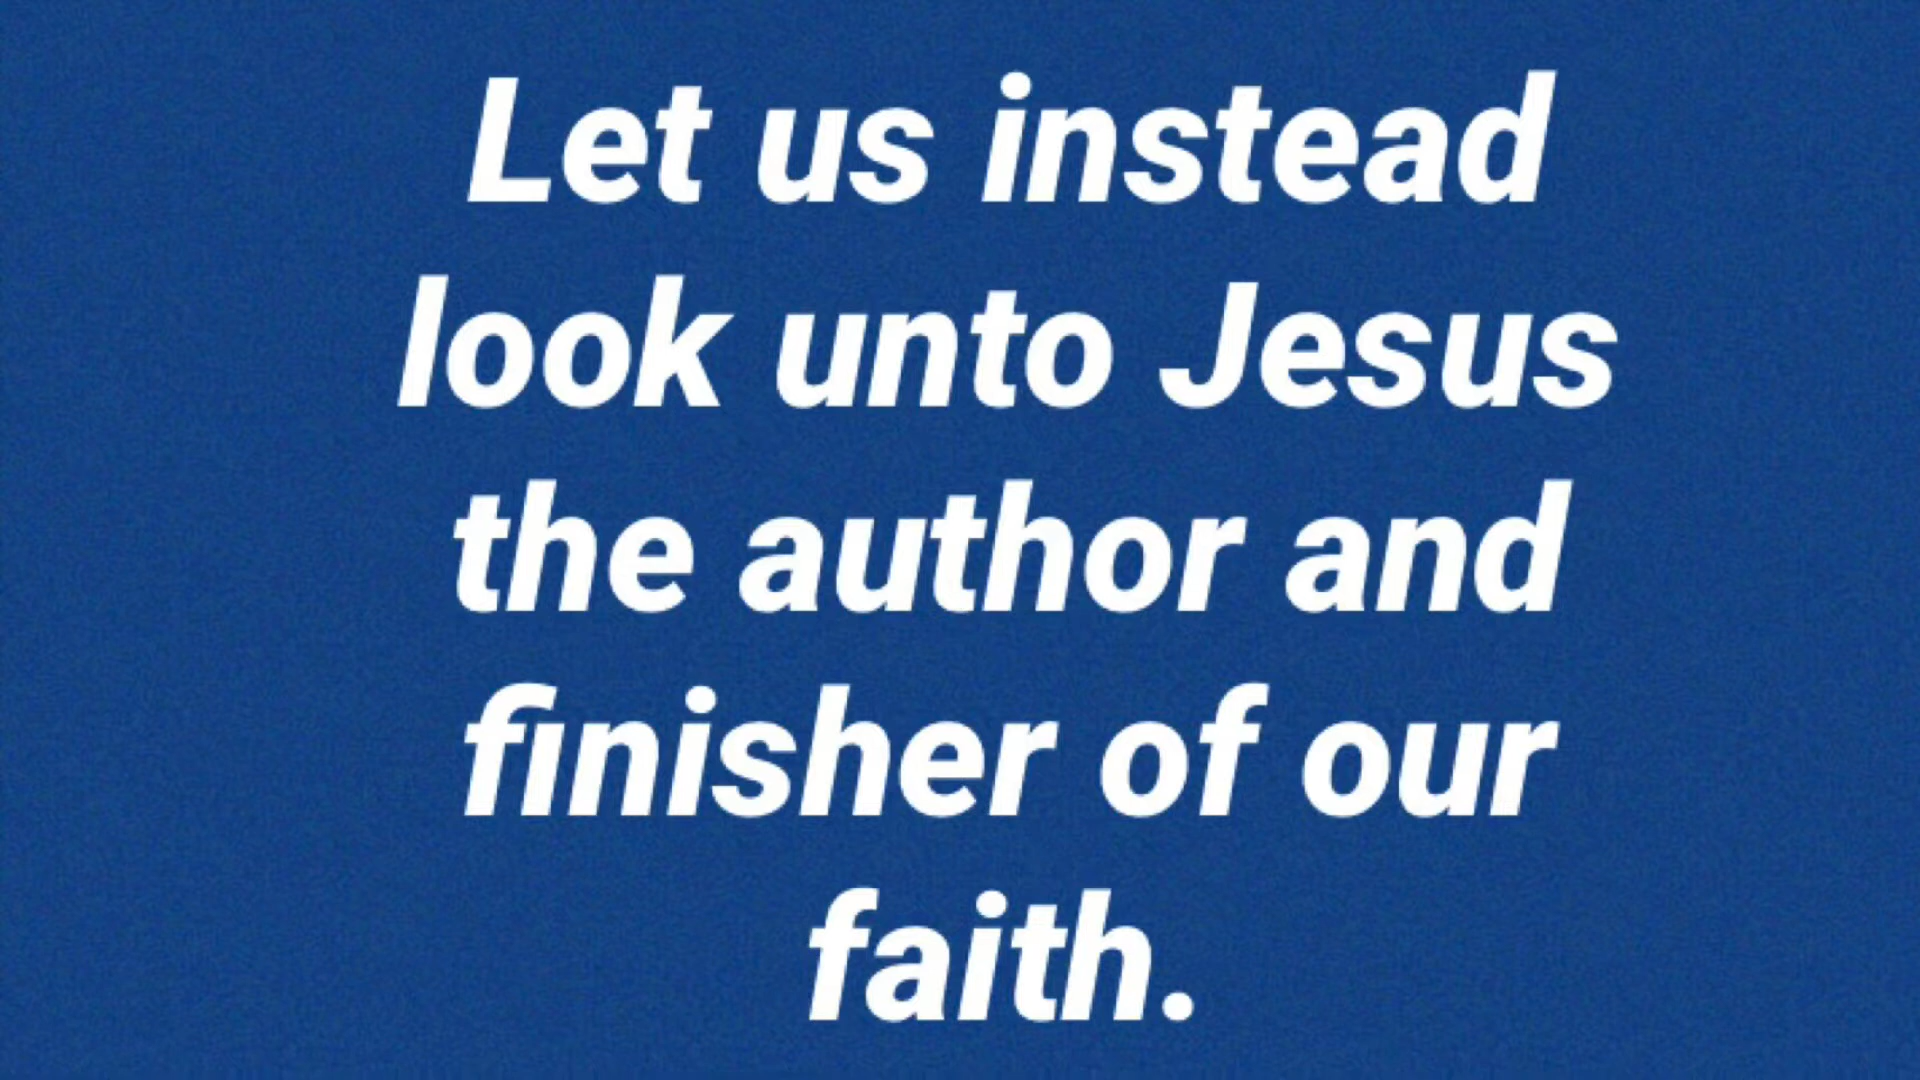 Let us instead
look unto Jesus
the author and
finisher of our
faith.